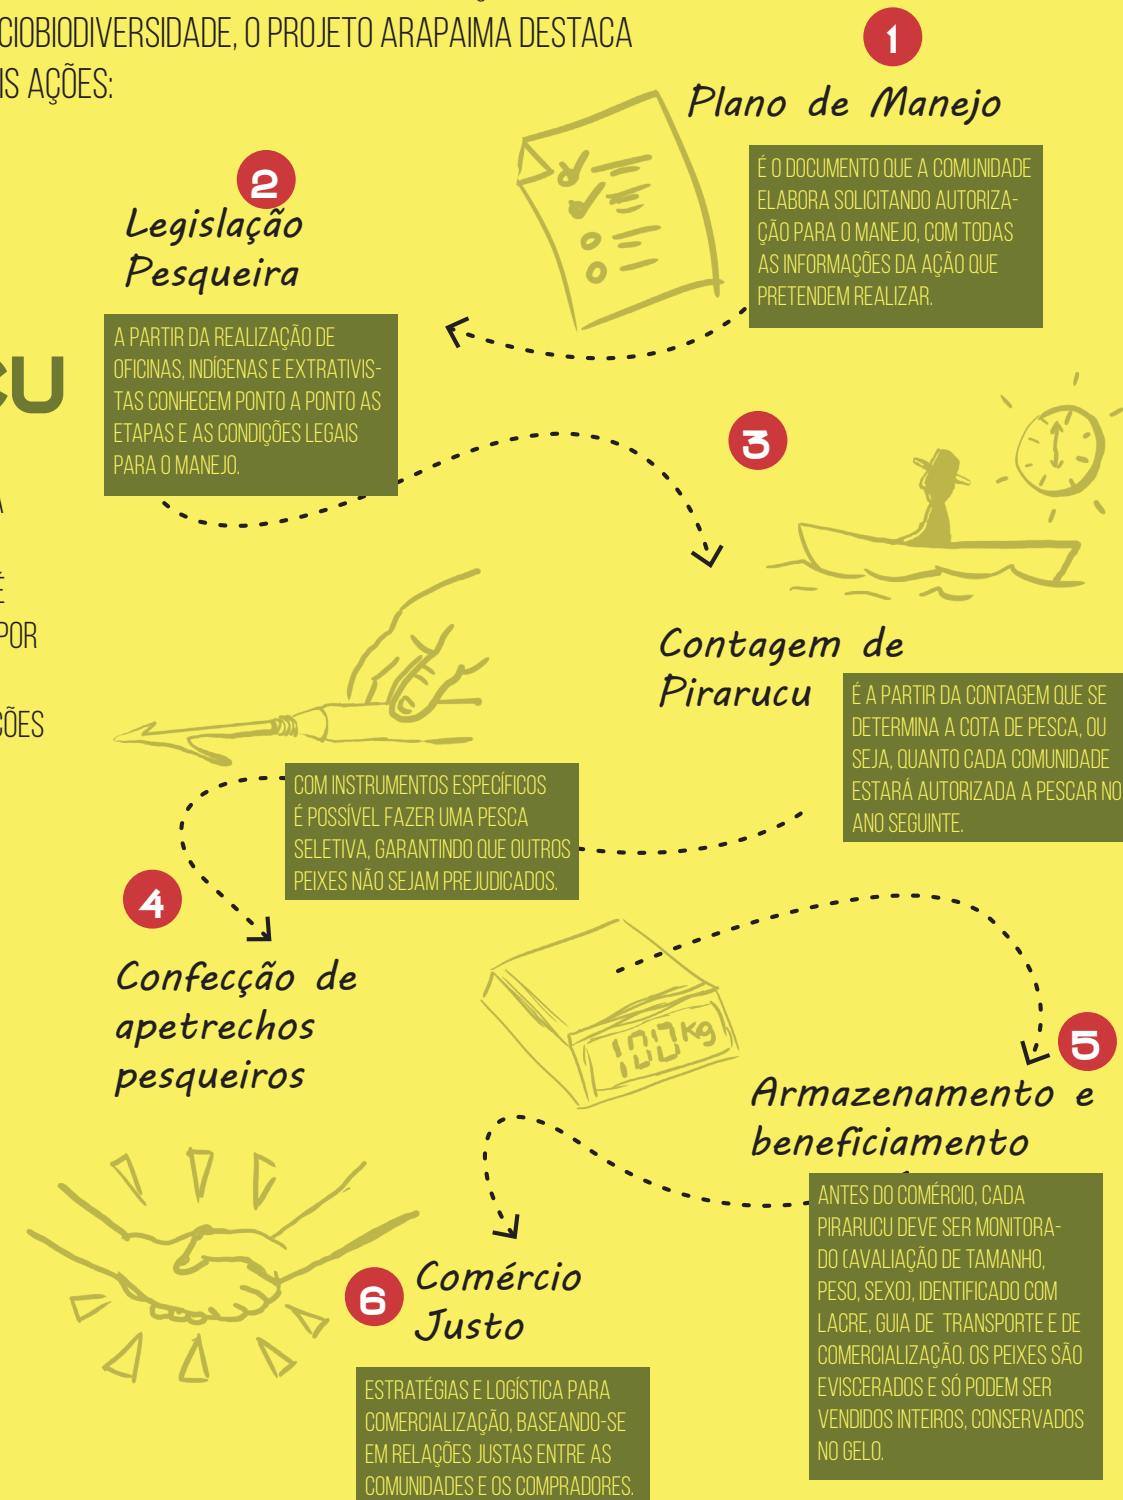 CIOBIODIVERSIDADE, O PROJETO ARAPAIMA DESTACA
IS AÇÕES:
1
Plano de Manejo
É O DOCUMENTO QUE A COMUNIDADE
ELABORA SOLICITANDO AUTORIZA-
ÇÃO PARA O MANEJO, COM TODAS
AS INFORMAÇÕES DA AÇÃO QUE
PRETENDEM REALIZAR.
2
Legislação
Pesqueira
A PARTIR DA REALIZAÇÃO DE
OFICINAS, INDÍGENAS E EXTRATIVIS-
TAS CONHECEM PONTO A PONTO AS
ETAPAS E AS CONDIÇÕES LEGAIS
PARA O MANEJO.
CU
A
É
POR
ÇÕES
3
Contagem de
Pirarucu
É A PARTIR DA CONTAGEM QUE SE
DETERMINA A COTA DE PESCA, OU
SEJA, QUANTO CADA COMUNIDADE
ESTARÁ AUTORIZADA A PESCAR NO
ANO SEGUINTE.
COM INSTRUMENTOS ESPECÍFICOS
É POSSÍVEL FAZER UMA PESCA
SELETIVA, GARANTINDO QUE OUTROS
PEIXES NÃO SEJAM PREJUDICADOS.
4
Confecção de
apetrechos
pesqueiros
100kg
5
Armazenamento e
beneficiamento
ANTES DO COMÉRCIO, CADA
PIRARUCU DEVE SER MONITORA-
DO (AVALIAÇÃO DE TAMANHO,
PESO, SEXO), IDENTIFICADO COM
LACRE, GUIA DE TRANSPORTE E DE
COMERCIALIZAÇÃO. OS PEIXES SÃO
EVISCERADOS E SÓ PODEM SER
VENDIDOS INTEIROS, CONSERVADOS
NO GELO.
6
Comércio
Justo
ESTRATÉGIAS E LOGÍSTICA PARA
COMERCIALIZAÇÃO, BASEANDO-SE
EM RELAÇÕES JUSTAS ENTRE AS
COMUNIDADES E OS COMPRADORES.